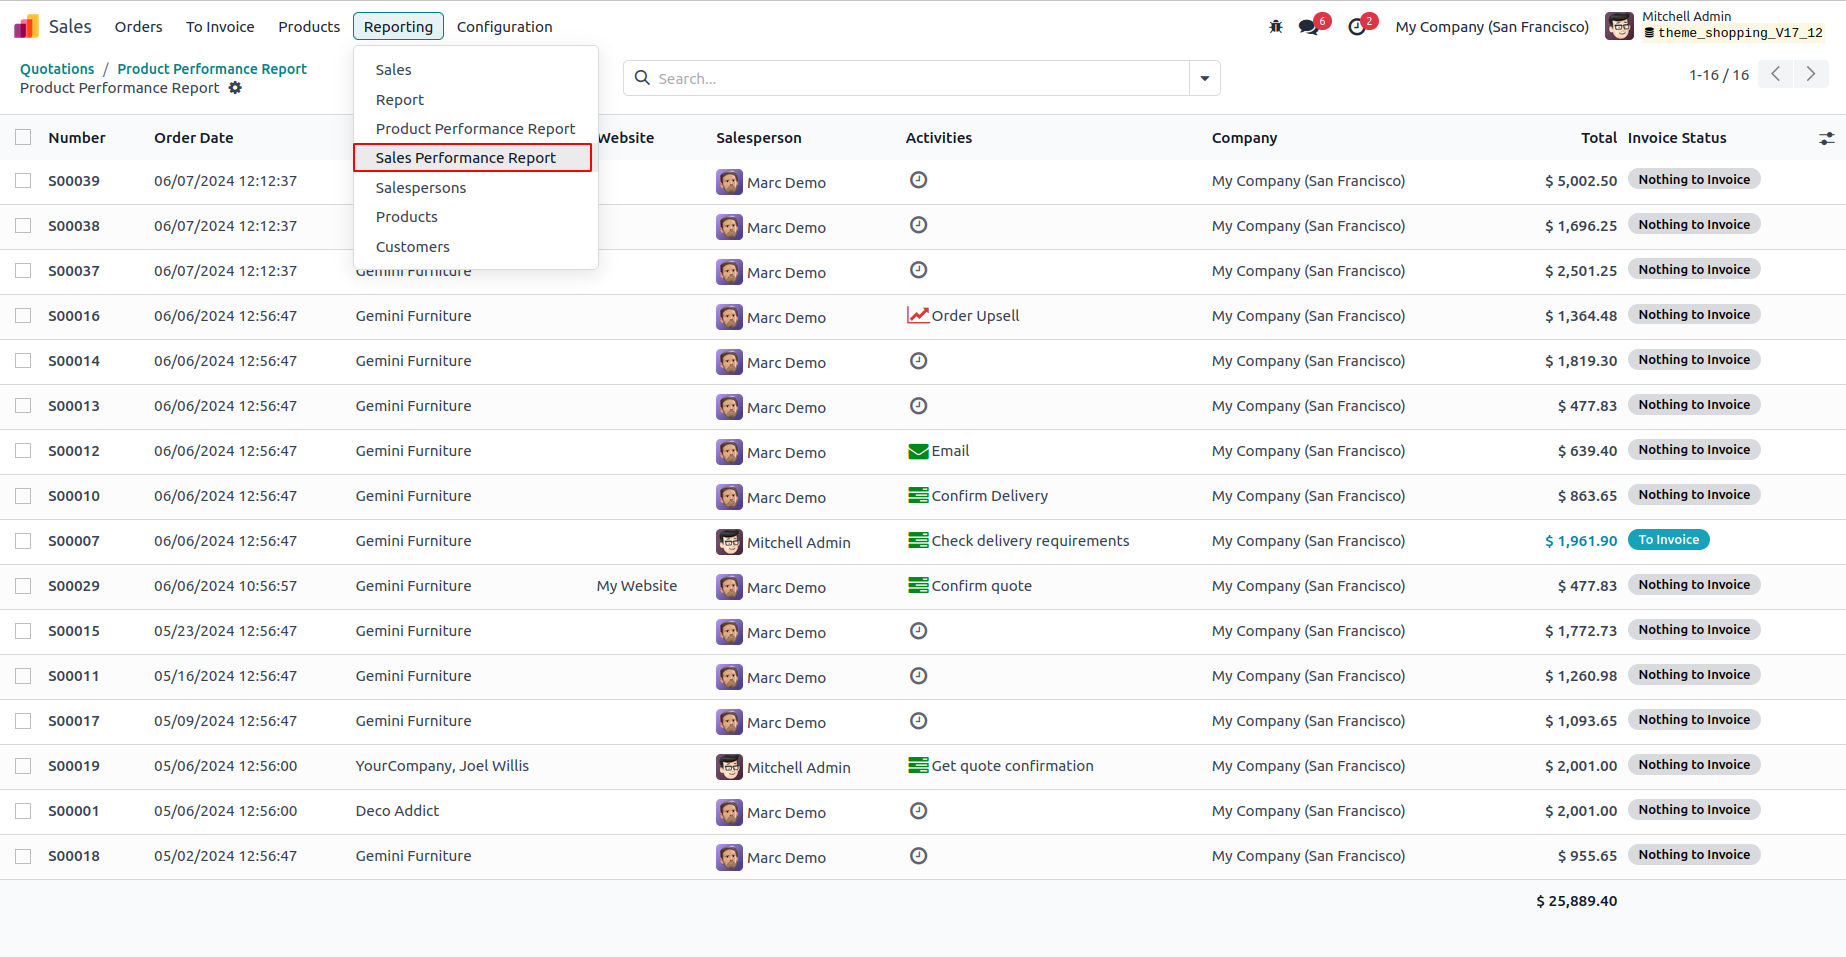 Sales Orders To Invoice Products Reporting Configuration 6 2 My Company (San Francisco) Mitchell Admin
theme_shopping_V17_12
Quotations / Product Performance Report
Product Performance Report
Search...
1-16 / 16
Sales
Report
Product Performance Report
Sales Performance Report
Salespersons
Products
Customers
Number Order Date Website Salesperson Activities Company Total Invoice Status
S00039 06/07/2024 12:12:37 Marc Demo My Company (San Francisco) $ 5,002.50 Nothing to Invoice
S00038 06/07/2024 12:12:37 Marc Demo My Company (San Francisco) $ 1,696.25 Nothing to Invoice
S00037 06/07/2024 12:12:37 Gemini Furniture Marc Demo My Company (San Francisco) $ 2,501.25 Nothing to Invoice
S00016 06/06/2024 12:56:47 Gemini Furniture Marc Demo Order Upsell My Company (San Francisco) $ 1,364.48 Nothing to Invoice
S00014 06/06/2024 12:56:47 Gemini Furniture Marc Demo My Company (San Francisco) $ 1,819.30 Nothing to Invoice
S00013 06/06/2024 12:56:47 Gemini Furniture Marc Demo My Company (San Francisco) $ 477.83 Nothing to Invoice
S00012 06/06/2024 12:56:47 Gemini Furniture Marc Demo Email My Company (San Francisco) $ 639.40 Nothing to Invoice
S00010 06/06/2024 12:56:47 Gemini Furniture Marc Demo Confirm Delivery My Company (San Francisco) $ 863.65 Nothing to Invoice
S00007 06/06/2024 12:56:47 Gemini Furniture Mitchell Admin Check delivery requirements My Company (San Francisco) $ 1,961.90 To Invoice
S00029 06/06/2024 10:56:57 Gemini Furniture My Website Marc Demo Confirm quote My Company (San Francisco) $ 477.83 Nothing to Invoice
S00015 05/23/2024 12:56:47 Gemini Furniture Marc Demo My Company (San Francisco) $ 1,772.73 Nothing to Invoice
S00011 05/16/2024 12:56:47 Gemini Furniture Marc Demo My Company (San Francisco) $ 1,260.98 Nothing to Invoice
S00017 05/09/2024 12:56:47 Gemini Furniture Marc Demo My Company (San Francisco) $ 1,093.65 Nothing to Invoice
S00019 05/06/2024 12:56:00 YourCompany, Joel Willis Mitchell Admin Get quote confirmation My Company (San Francisco) $ 2,001.00 Nothing to Invoice
S00001 05/06/2024 12:56:00 Deco Addict Marc Demo My Company (San Francisco) $ 2,001.00 Nothing to Invoice
S00018 05/02/2024 12:56:47 Gemini Furniture Marc Demo My Company (San Francisco) $ 955.65 Nothing to Invoice
$ 25,889.40